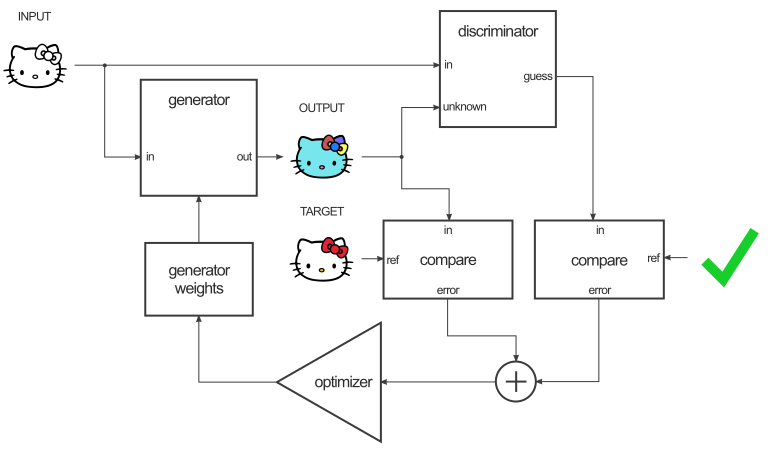 INPUT
discriminator
in
guess
unknown
generator
in
out
OUTPUT
TARGET
in
ref
compare
error
in
ref
compare
error
generator
weights
optimizer
+